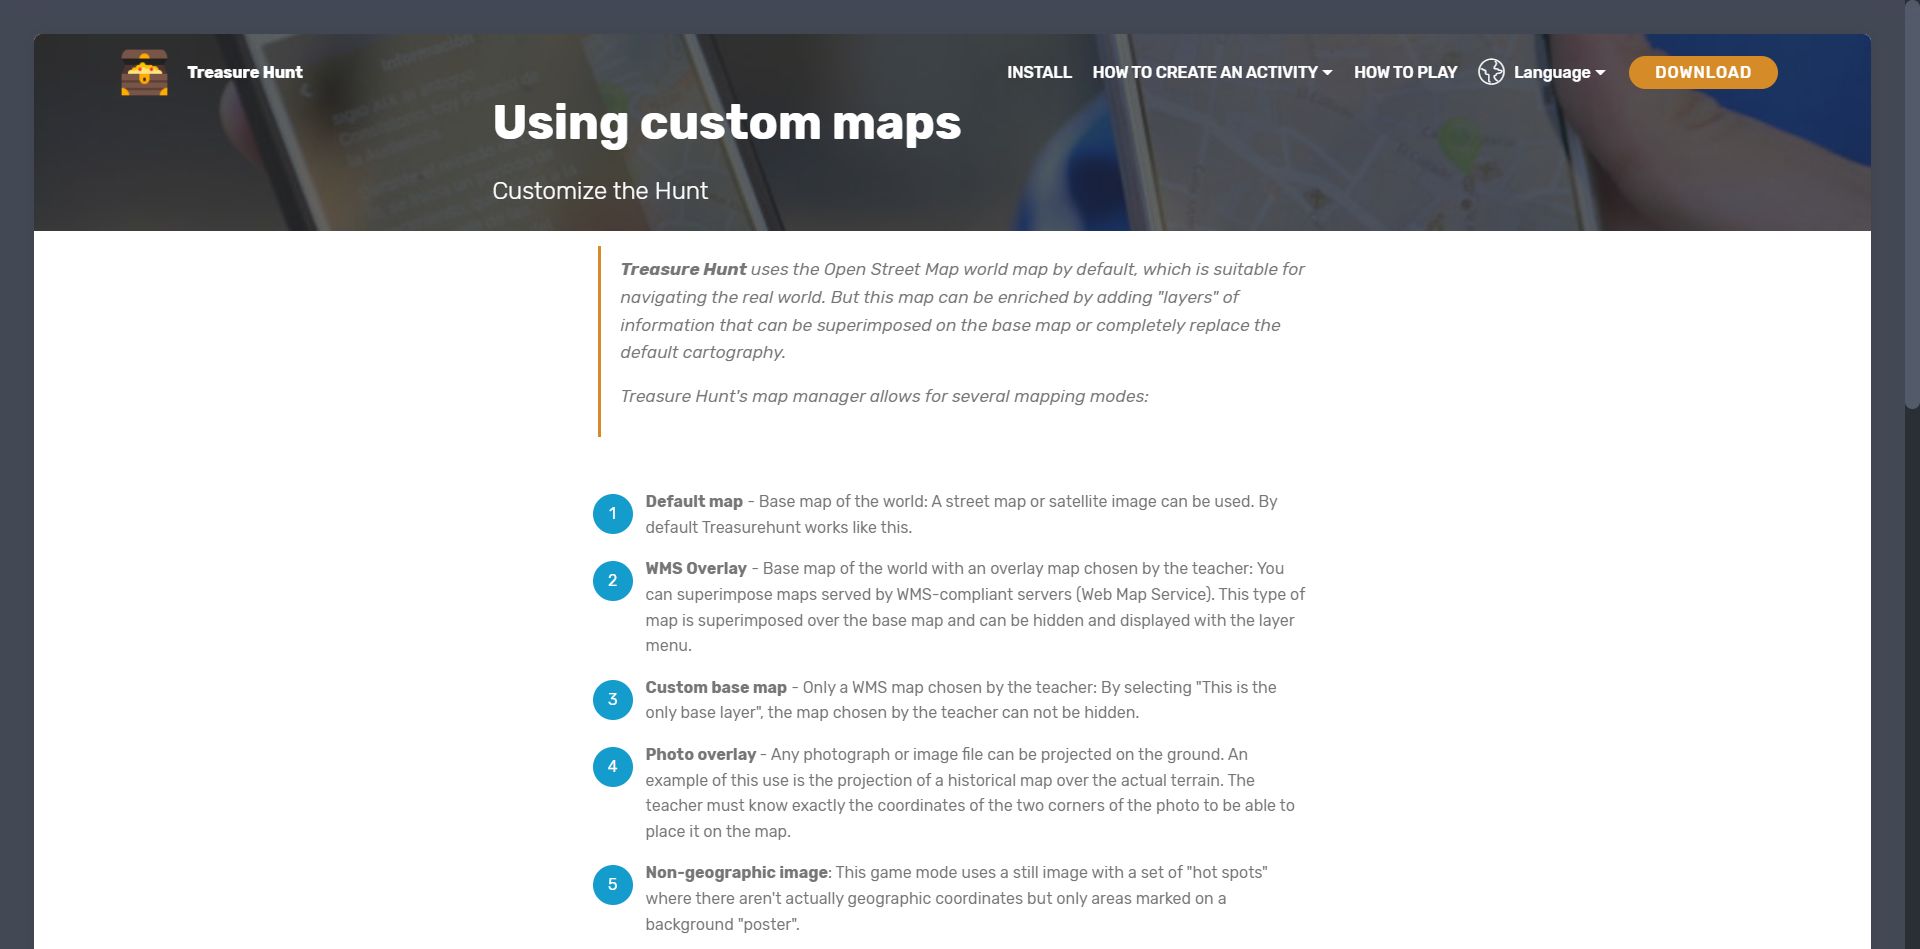 Treasure Hunt
INSTALL
HOW TO CREATE AN ACTIVITY
HOW TO PLAY
Language
DOWNLOAD
Using custom maps
Customize the Hunt
Treasure Hunt uses the Open Street Map world map by default, which is suitable for
navigating the real world. But this map can be enriched by adding "layers" of
information that can be superimposed on the base map or completely replace the
default cartography.
Treasure Hunt's map manager allows for several mapping modes:
1
Default map - Base map of the world: A street map or satellite image can be used. By
default Treasurehunt works like this.
2
WMS Overlay - Base map of the world with an overlay map chosen by the teacher: You
can superimpose maps served by WMS-compliant servers (Web Map Service). This type of
map is superimposed over the base map and can be hidden and displayed with the layer
menu.
3
Custom base map - Only a WMS map chosen by the teacher: By selecting "This is the
only base layer", the map chosen by the teacher can not be hidden.
4
Photo overlay - Any photograph or image file can be projected on the ground. An
example of this use is the projection of a historical map over the actual terrain. The
teacher must know exactly the coordinates of the two corners of the photo to be able to
place it on the map.
5
Non-geographic image: This game mode uses a still image with a set of "hot spots"
where there aren't actually geographic coordinates but only areas marked on a
background "poster".